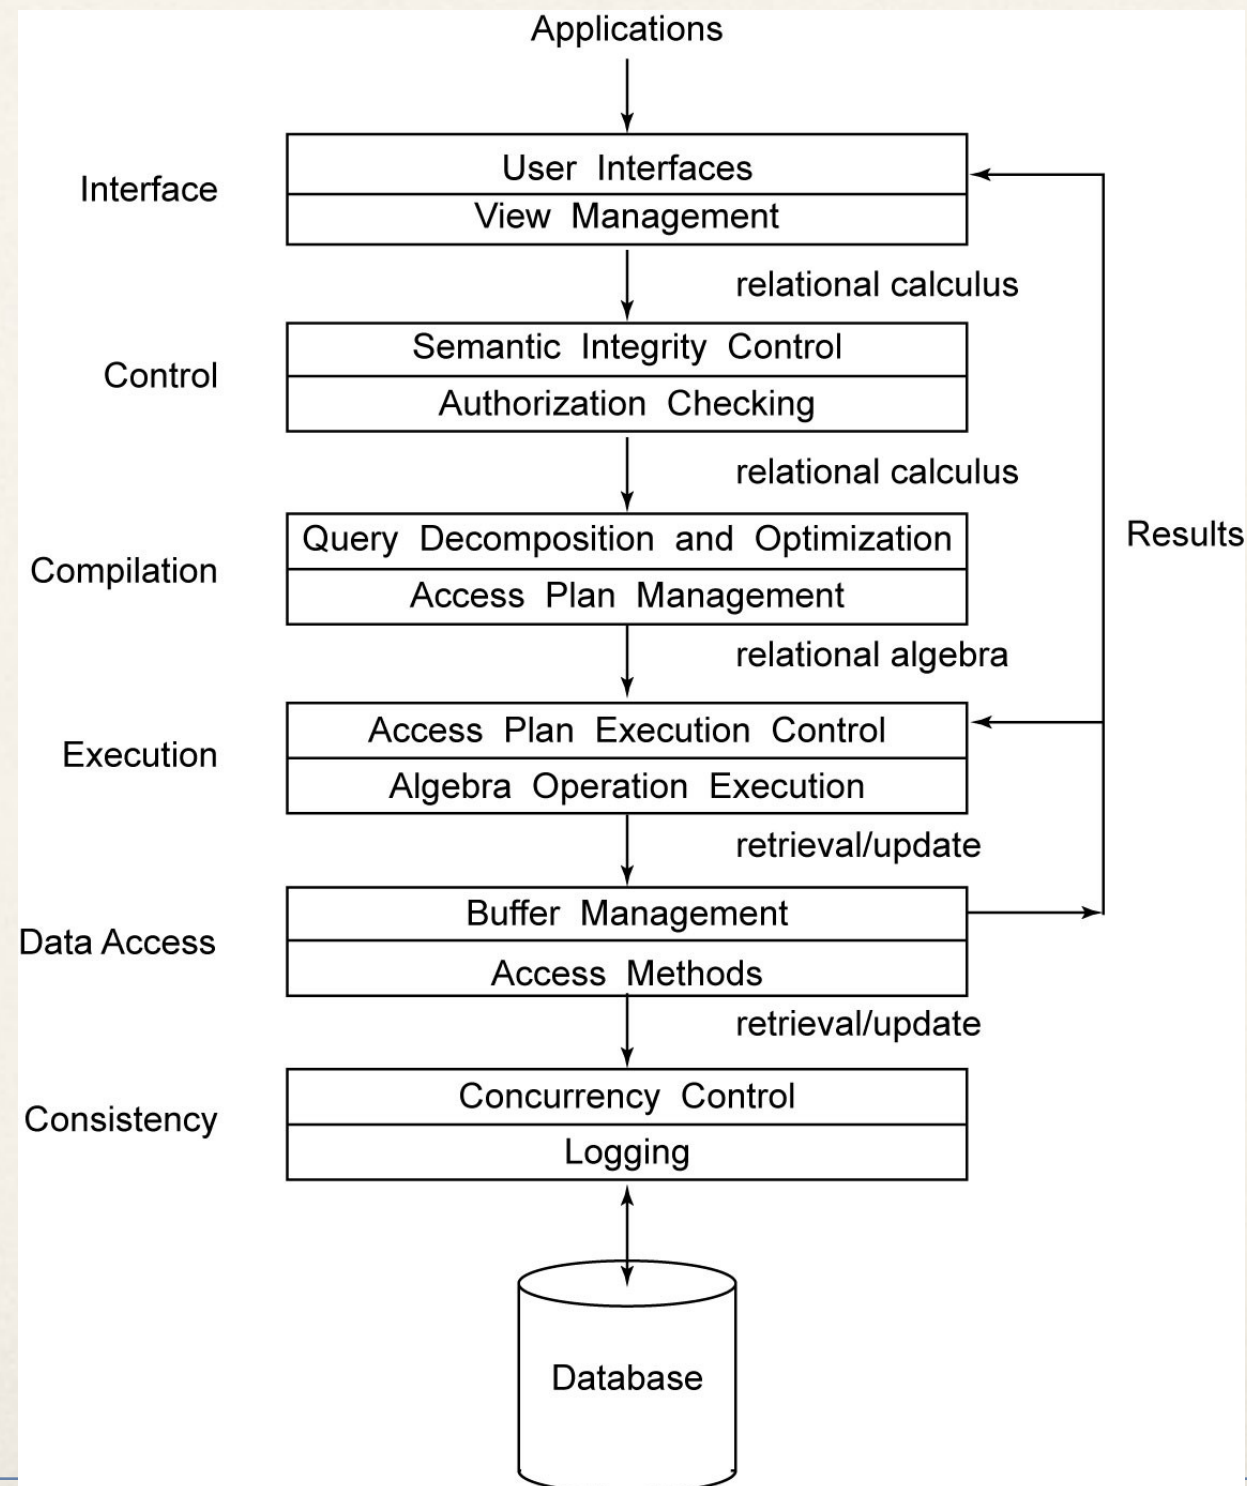 Applications
Interface
User Interfaces
View Management
relational calculus
Control
Semantic Integrity Control
Authorization Checking
relational calculus
Compilation
Query Decomposition and Optimization
Access Plan Management
Results
relational algebra
Execution
Access Plan Execution Control
Algebra Operation Execution
retrieval/update
Data Access
Buffer Management
Access Methods
retrieval/update
Consistency
Concurrency Control
Logging
Database